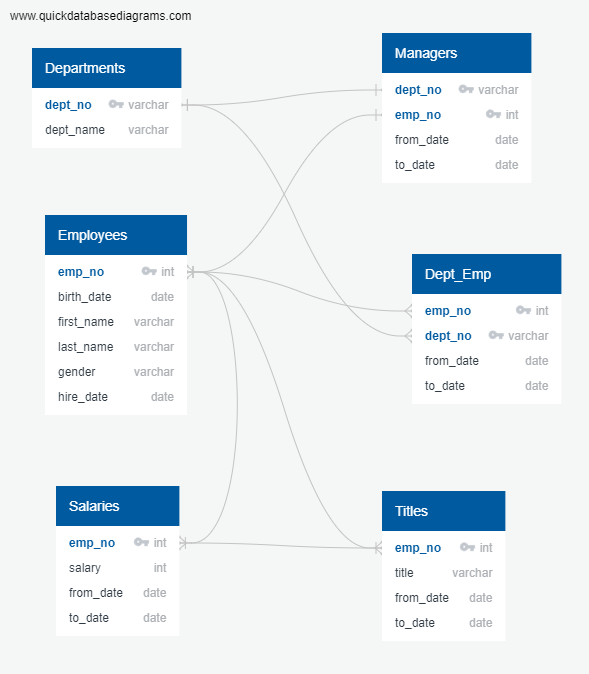 www.quickdatabasediagrams.com
Departments
dept_no varchar
dept_name varchar
Managers
dept_no varchar
emp_no int
from_date date
to_date date
Employees
emp_no int
birth_date date
first_name varchar
last_name varchar
gender varchar
hire_date date
Dept_Emp
emp_no int
dept_no varchar
from_date date
to_date date
Salaries
emp_no int
salary int
from_date date
to_date date
Titles
emp_no int
title varchar
from_date date
to_date date